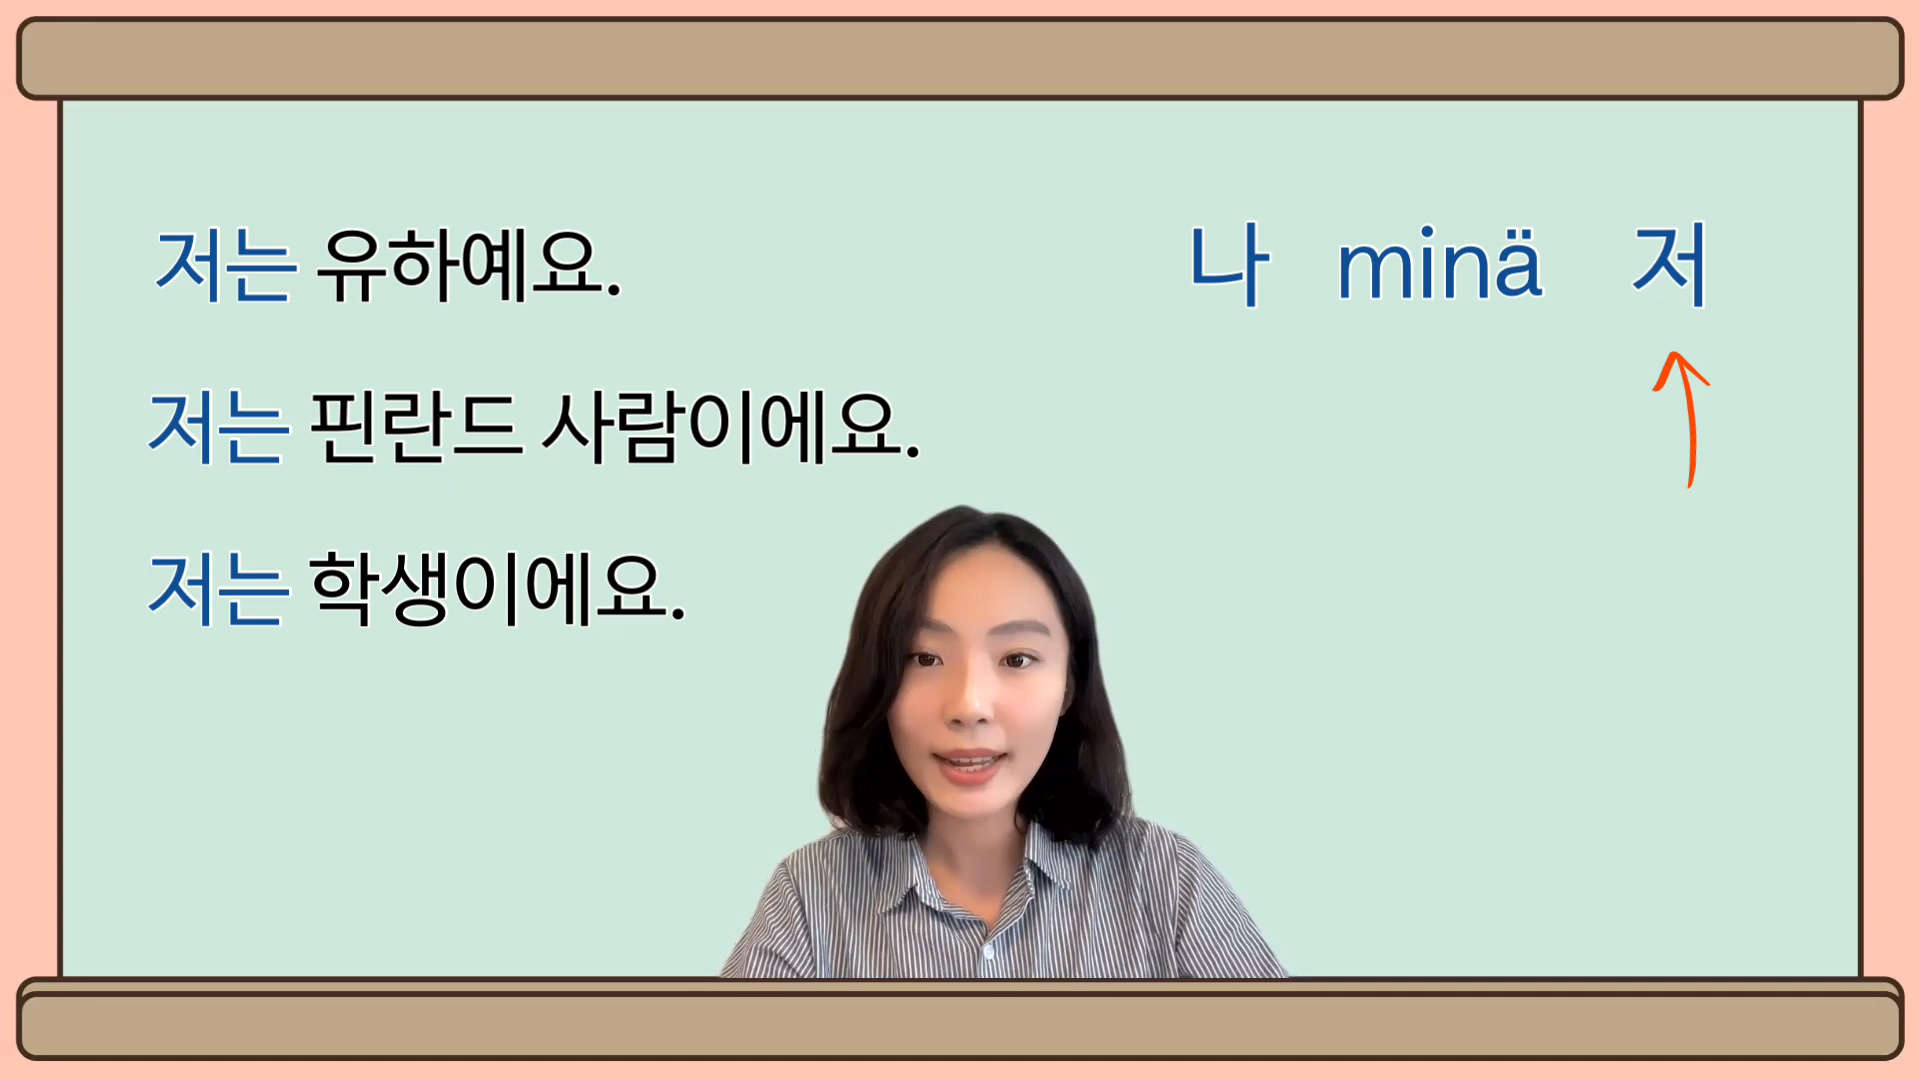 저는 유하예요.
나 minä 저
저는 핀란드 사람이에요.
저는 학생이에요.